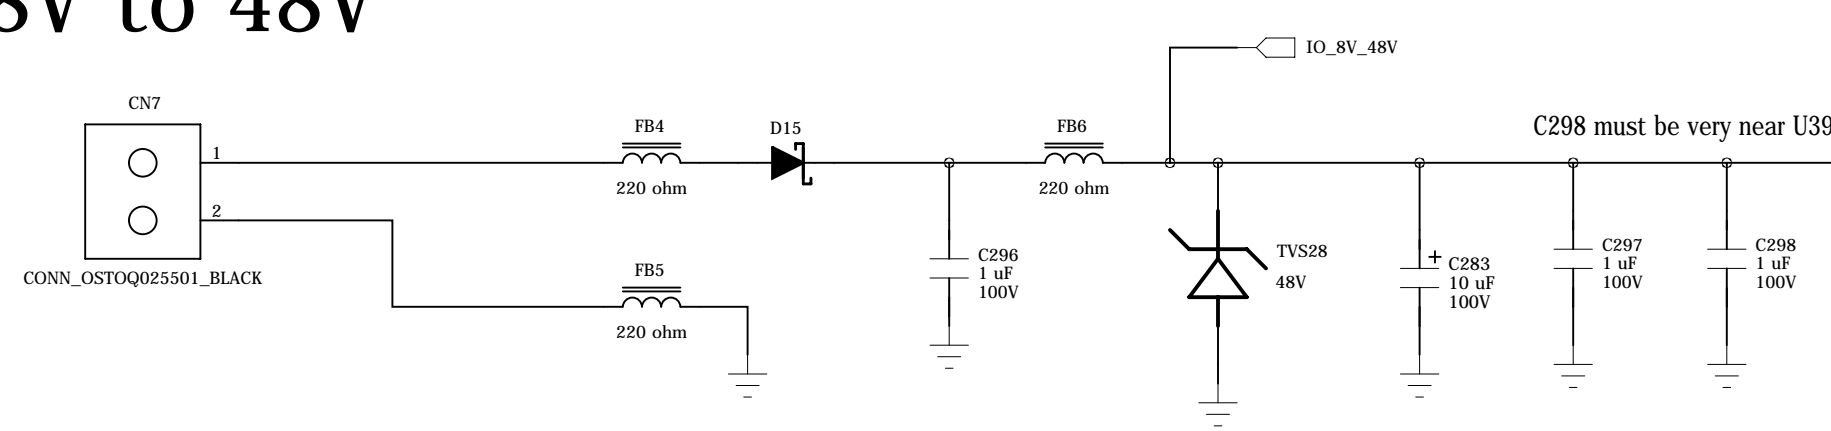 8V to 48V
IO_8V_48V
CN7
FB4
D15
FB6
C298 must be very near U39
1
220 ohm
220 ohm
2
CONN_OSTOQ025501_BLACK
FB5
220 ohm
C296
1 uF
100V
TVS28
48V
+
C283
10 uF
100V
C297
1 uF
100V
C298
1 uF
100V